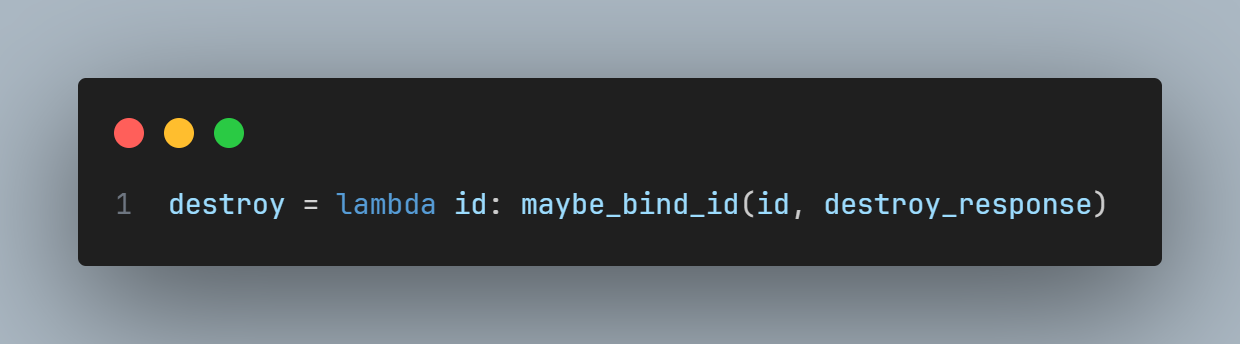 1 destroy = lambda id: maybe_bind_id(id, destroy_response)